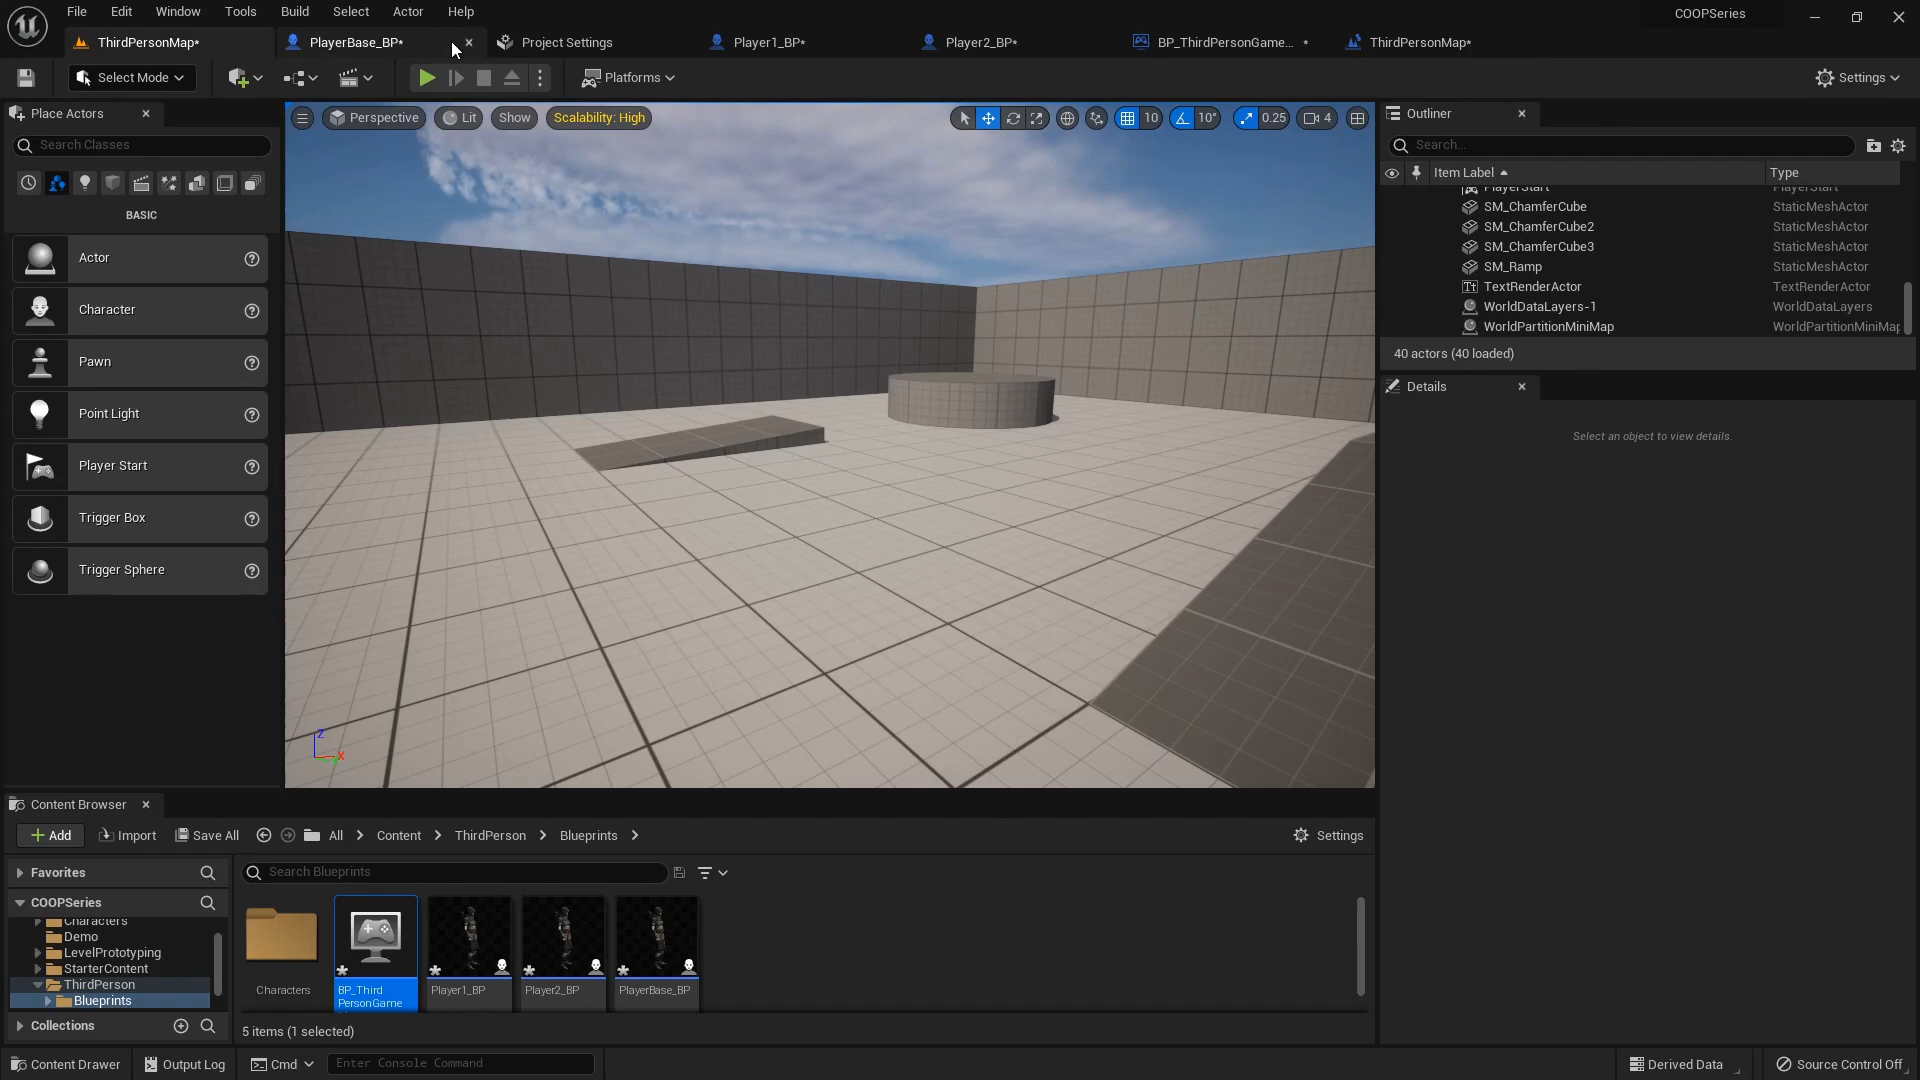 File Edit Window Tools Build Select Actor Help
COOPSeries
ThirdPersonMap* PlayerBase_BP* Project Settings Player1_BP* Player2_BP* BP_ThirdPersonGame... * ThirdPersonMap*
Select Mode Platforms Settings
Place Actors
Perspective Lit Show Scalability: High 10 10° 0.25 4
Outliner
Search Classes
Search...
Item Label Type
BASIC
PlayerStart PlayerStart
SM_ChamferCube StaticMeshActor
SM_ChamferCube2 StaticMeshActor
SM_ChamferCube3 StaticMeshActor
SM_Ramp StaticMeshActor
TextRenderActor TextRenderActor
WorldDataLayers-1 WorldDataLayers
WorldPartitionMiniMap WorldPartitionMiniMap
40 actors (40 loaded)
Actor
Character
Pawn
Point Light
Player Start
Trigger Box
Trigger Sphere
Details
Select an object to view details.
Z
X
Content Browser
Add Import Save All All Content ThirdPerson Blueprints Settings
Favorites
Search Blueprints
COOPSeries
Characters
Demo
LevelPrototyping
StarterContent
ThirdPerson
Blueprints
Collections
Characters
BP_Third
PersonGame
Player1_BP
Player2_BP
PlayerBase_BP
5 items (1 selected)
Content Drawer Output Log Cmd Enter Console Command Derived Data Source Control Off